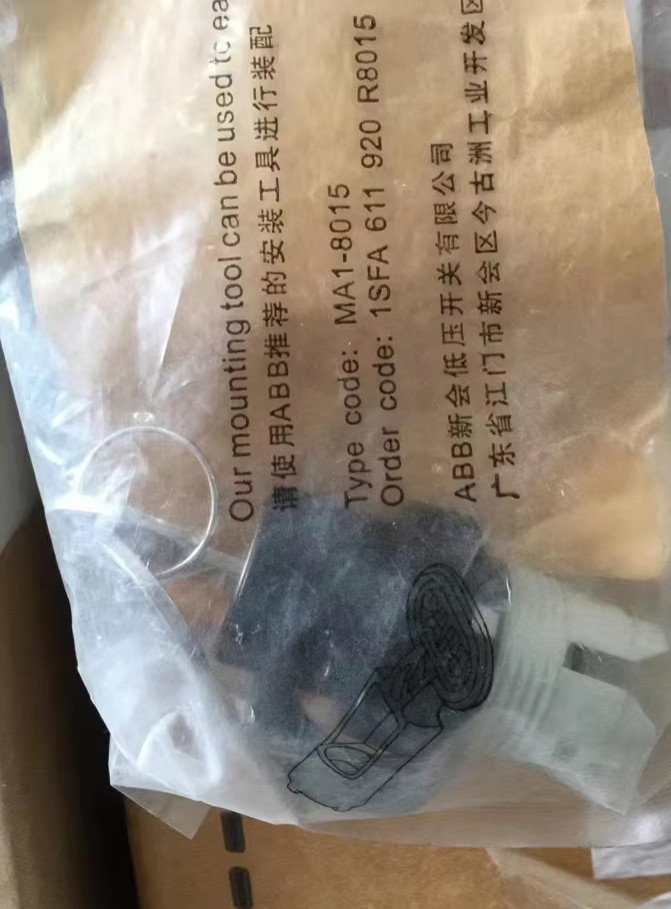 Our mounting tool can be used to ea
请使用ABB推荐的安装工具进行装配
Type code: MA1-8015
Order code: 1SFA 611 920 R8015
ABB新会低压开关有限公司
广东省江门市新会区今古洲工业开发区